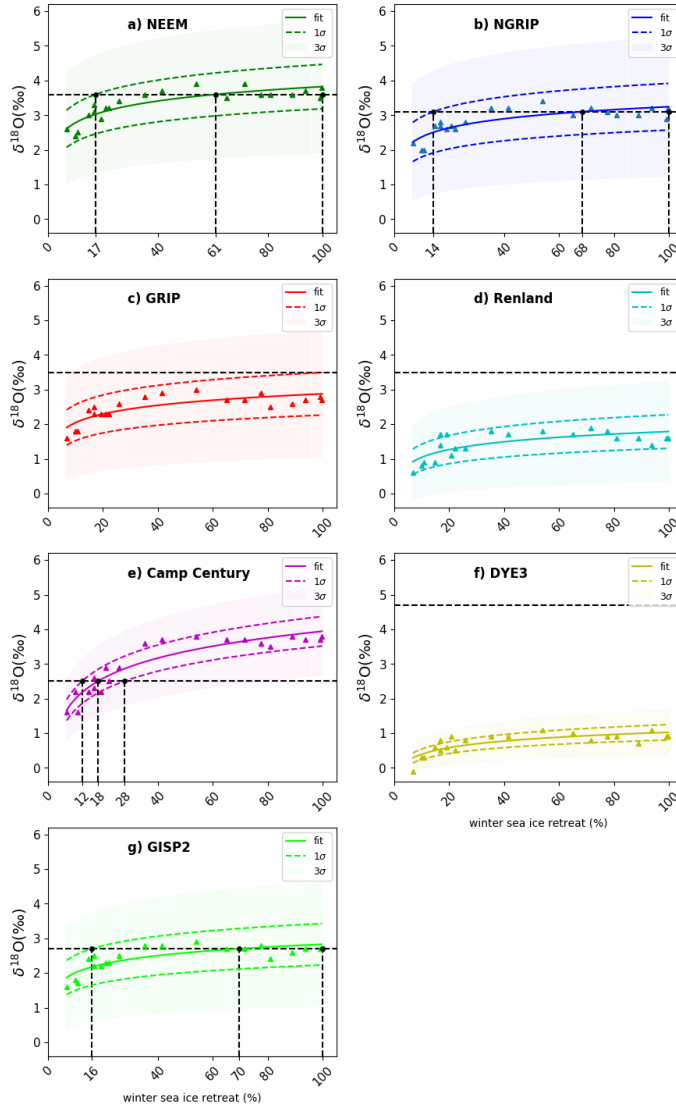 a) NEEM
fit
1σ
3σ
δ18O(‰)
6
5
4
3
2
1
0
0 17 40 61 80 100
b) NGRIP
fit
1σ
3σ
δ18O(‰)
6
5
4
3
2
1
0
0 14 40 60 68 80 100
c) GRIP
fit
1σ
3σ
δ18O(‰)
6
5
4
3
2
1
0
0 20 40 60 80 100
d) Renland
fit
1σ
3σ
δ18O(‰)
6
5
4
3
2
1
0
0 20 40 60 80 100
e) Camp Century
fit
1σ
3σ
δ18O(‰)
6
5
4
3
2
1
0
0 12 18 28 40 60 80 100
f) DYE3
fit
1σ
3σ
δ18O(‰)
6
5
4
3
2
1
0
0 20 40 60 80 100
winter sea ice retreat (%)
g) GISP2
fit
1σ
3σ
δ18O(‰)
6
5
4
3
2
1
0
0 16 40 60 70 80 100
winter sea ice retreat (%)